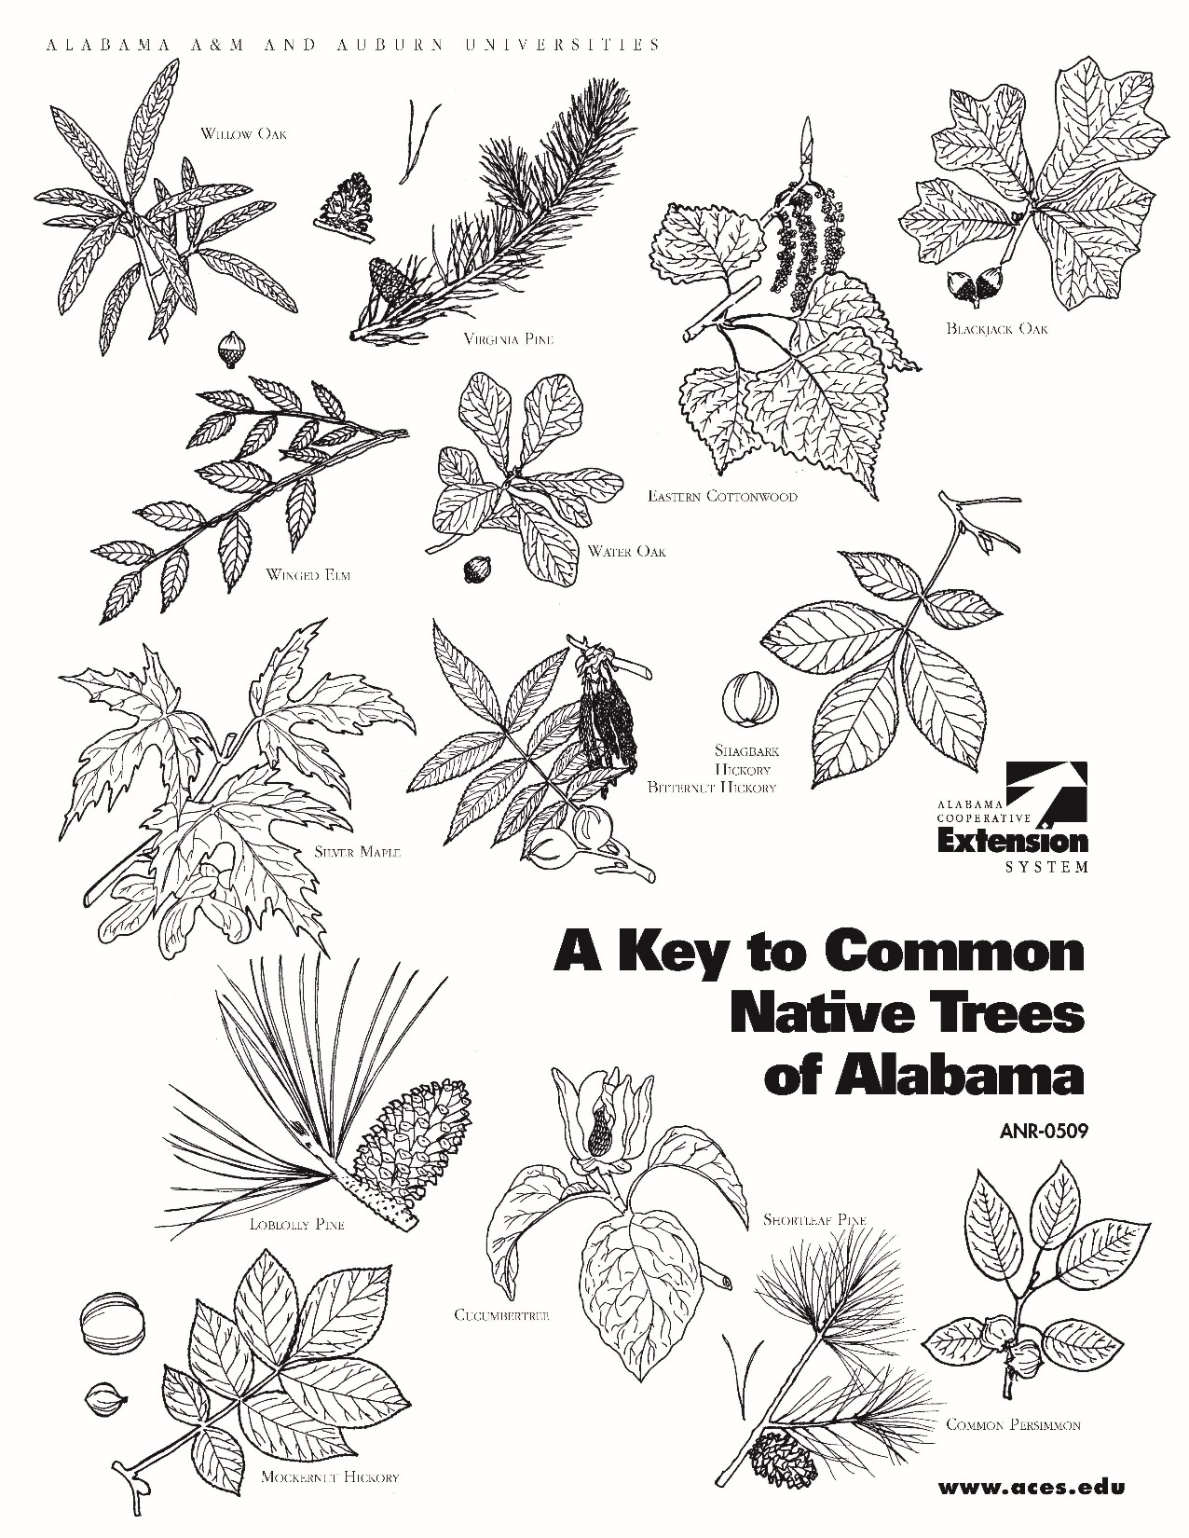 ALABAMA A&M AND AUBURN UNIVERSITIES
WILLOW OAK
VIRGINIA PINE
BLACKJACK OAK
EASTERN COTTONWOOD
WATER OAK
WINGED ELM
SHAGBARK
HICKORY
BITTERNUT HICKORY
SILVER MAPLE
ALABAMA
COOPERATIVE
Extension
SYSTEM
A Key to Common
Native Trees
of Alabama
ANR-0509
LOBLOLLY PINE
SHORTLEAF PINE
CUCUMBERTREE
COMMON PERSIMMON
MOCKERNUT HICKORY
www.aces.edu